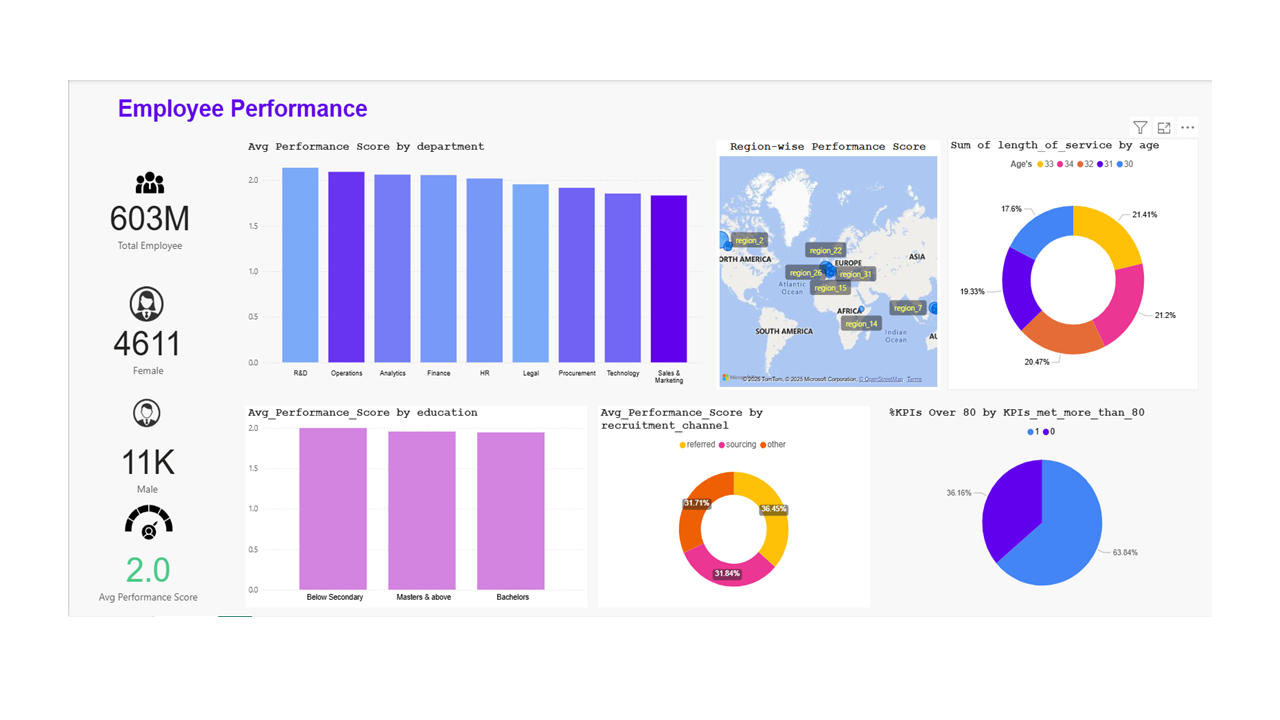 Employee Performance
603M
Total Employee
4611
Female
11K
Male
2.0
Avg Performance Score
Avg Performance Score by department
2.0
1.5
1.0
0.5
0.0
R&D
Operations
Analytics
Finance
HR
Legal
Procurement
Technology
Sales &
Marketing
Region-wise Performance Score
region_2
region_22
region_26
region_31
region_15
region_7
region_14
ORTH AMERICA
EUROPE
ASIA
Atlantic
Ocean
AFRICA
SOUTH AMERICA
Indian
Ocean
AU
© 2025 TomTom, © 2025 Microsoft Corporation, © OpenStreetMap Terms
Sum of length_of_service by age
Age's 33 34 32 31 30
17.6%
21.41%
19.33%
21.2%
20.47%
Avg_Performance_Score by education
2.0
1.5
1.0
0.5
0.0
Below Secondary
Masters & above
Bachelors
Avg_Performance_Score by
recruitment_channel
referred sourcing other
31.71%
36.45%
31.84%
%KPIs Over 80 by KPIs_met_more_than_80
1 0
36.16%
63.84%